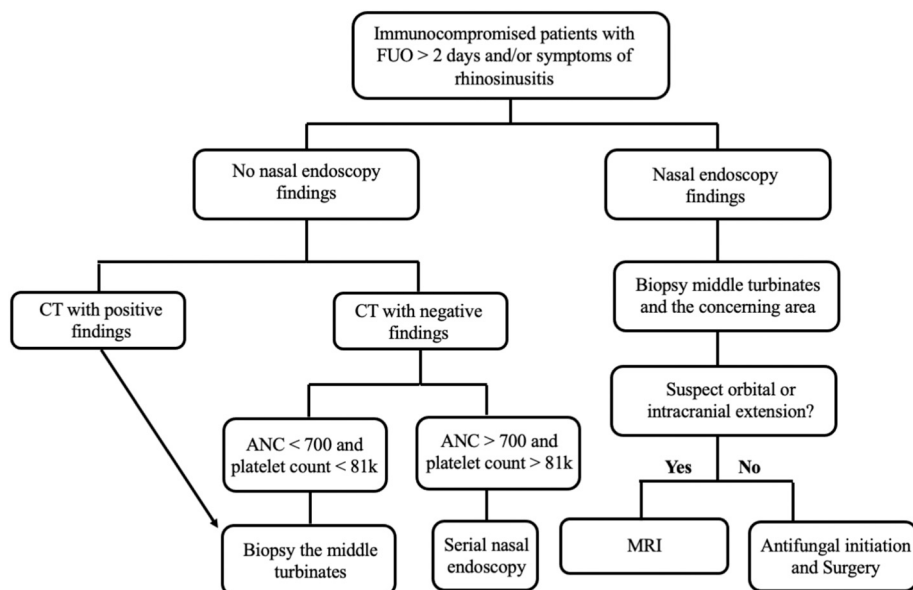 Immunocompromised patients with
FUO > 2 days and/or symptoms of
rhinosinusitis
No nasal endoscopy
findings
Nasal endoscopy
findings
CT with positive
findings
CT with negative
findings
Biopsy middle turbinates
and the concerning area
Suspect orbital or
intracranial extension?
ANC < 700 and
platelet count < 81k
ANC > 700 and
platelet count > 81k
Yes
No
Biopsy the middle
turbinates
Serial nasal
endoscopy
MRI
Antifungal initiation
and Surgery